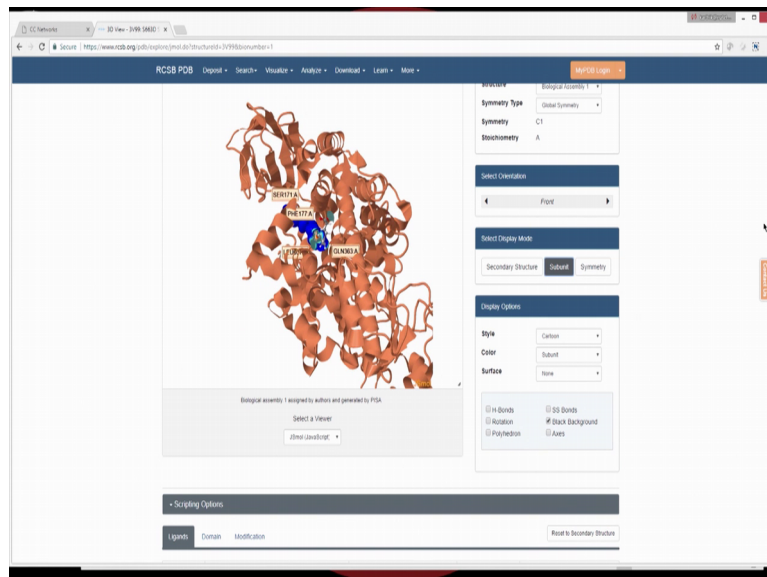 CC Networks
3D View - 3V99: S663D
Secure | https://www.rcsb.org/pdb/explore/jmol.do?structureId=3V99&bionumber=1
RCSB PDB Deposit Search Visualize Analyze Download Learn More MyPDB Login
Structure Biological Assembly 1
Symmetry Type Global Symmetry
Symmetry C1
Stoichiometry A
Select Orientation
Front
Select Display Mode
Secondary Structure Subunit Symmetry
Display Options
Style Cartoon
Color Subunit
Surface None
H-Bonds SS Bonds
Rotation Black Background
Polyhedron Axes
SER171 A
PHE177 A
GLN363 A
Biological assembly 1 assigned by authors and generated by PISA
Select a Viewer
JSmol (JavaScript)
Scripting Options
Ligands Domain Modification Reset to Secondary Structure